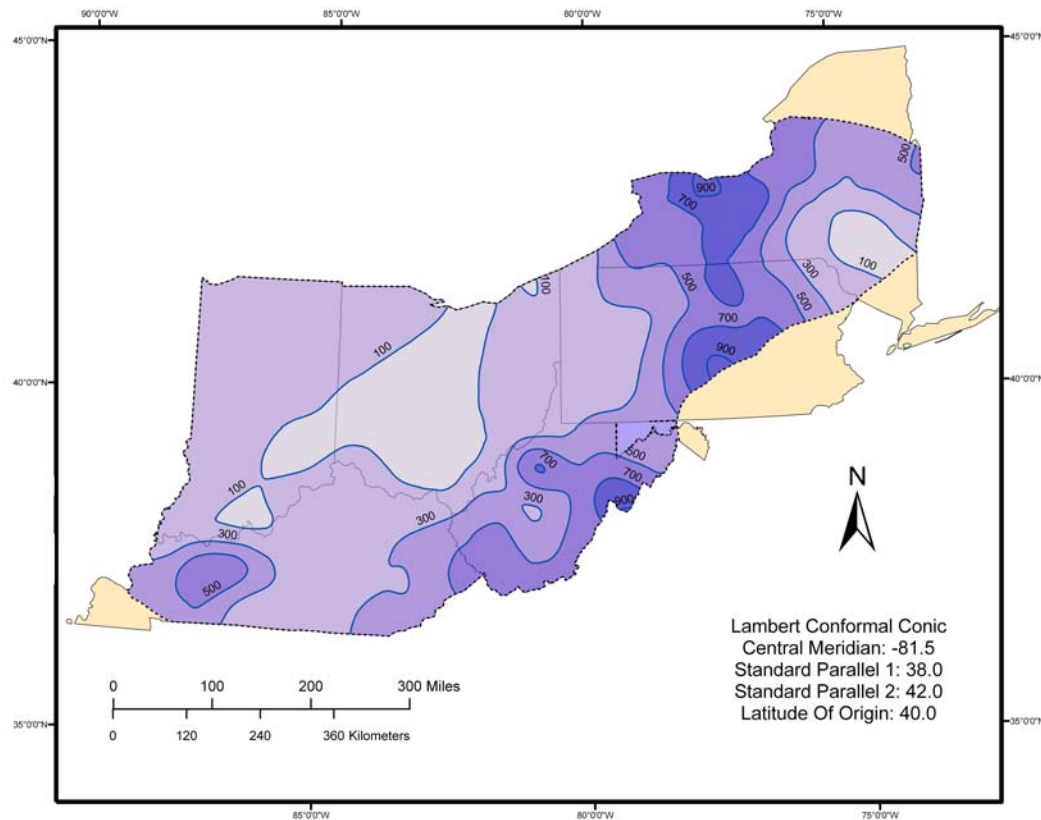 90°0'0"W 85°0'0"W 80°0'0"W 75°0'0"W
45°0'0"N 45°0'0"N
500
900
700
300
100
100
500
500
100
700
900
40°0'0"N 40°0'0"N
500
700
700
100
300
900
300
300
500
N
Lambert Conformal Conic
Central Meridian: -81.5
Standard Parallel 1: 38.0
Standard Parallel 2: 42.0
Latitude Of Origin: 40.0
0 100 200 300 Miles
0 120 240 360 Kilometers
35°0'0"N 35°0'0"N
85°0'0"W 80°0'0"W 75°0'0"W